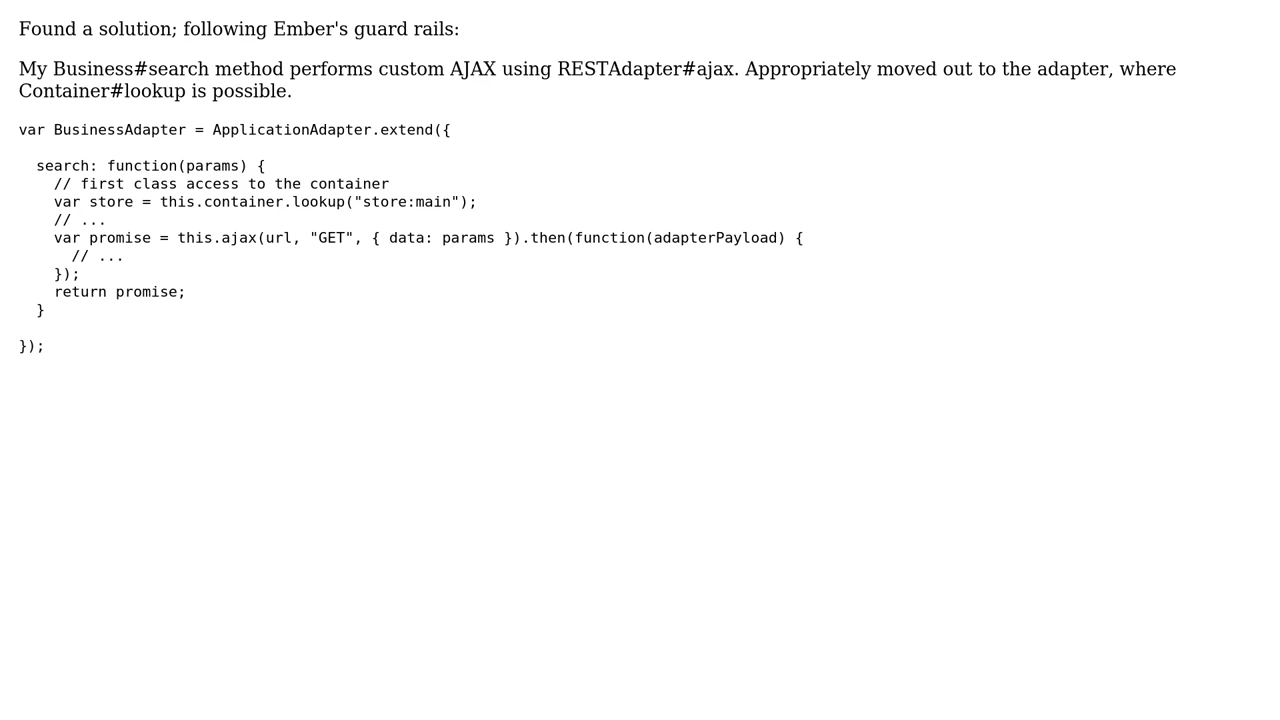 Found a solution; following Ember's guard rails:
My Business#search method performs custom AJAX using RESTAdapter#ajax. Appropriately moved out to the adapter, where
Container#lookup is possible.
var BusinessAdapter = ApplicationAdapter.extend({
  search: function(params) {
    // first class access to the container
    var store = this.container.lookup("store:main");
    // ...
    var promise = this.ajax(url, "GET", { data: params }).then(function(adapterPayload) {
      // ...
    });
    return promise;
  }
});